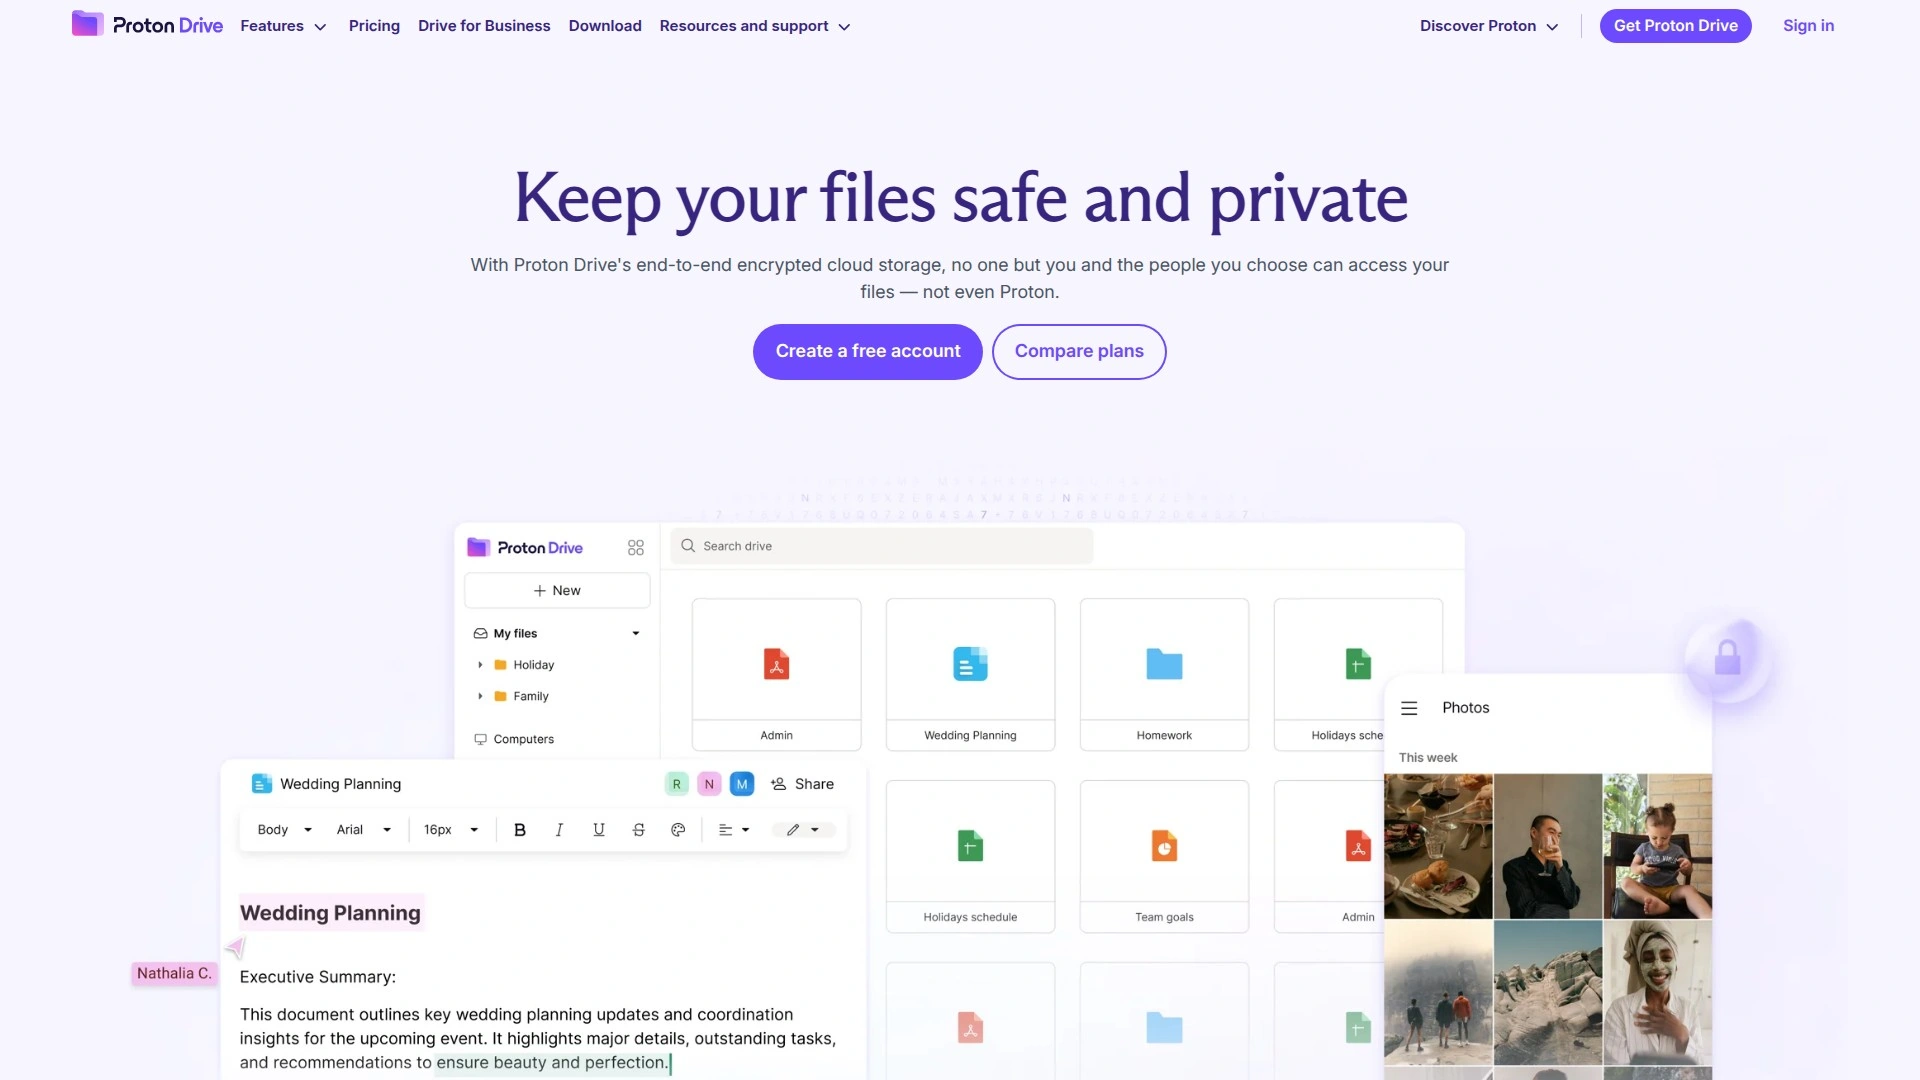 Proton Drive Features Pricing Drive for Business Download Resources and support Discover Proton Get Proton Drive Sign in
Keep your files safe and private
With Proton Drive's end-to-end encrypted cloud storage, no one but you and the people you choose can access your
files — not even Proton.
Create a free account Compare plans
Proton Drive
Search drive
+ New
My files
Holiday
Family
Computers
Admin Wedding Planning Homework Holidays sche
Holidays schedule Team goals Admin
Wedding Planning R N M Share
Body Arial 16px B I U S
Wedding Planning
Nathalia C.
Executive Summary:
This document outlines key wedding planning updates and coordination
insights for the upcoming event. It highlights major details, outstanding tasks,
and recommendations to ensure beauty and perfection.
Photos
This week